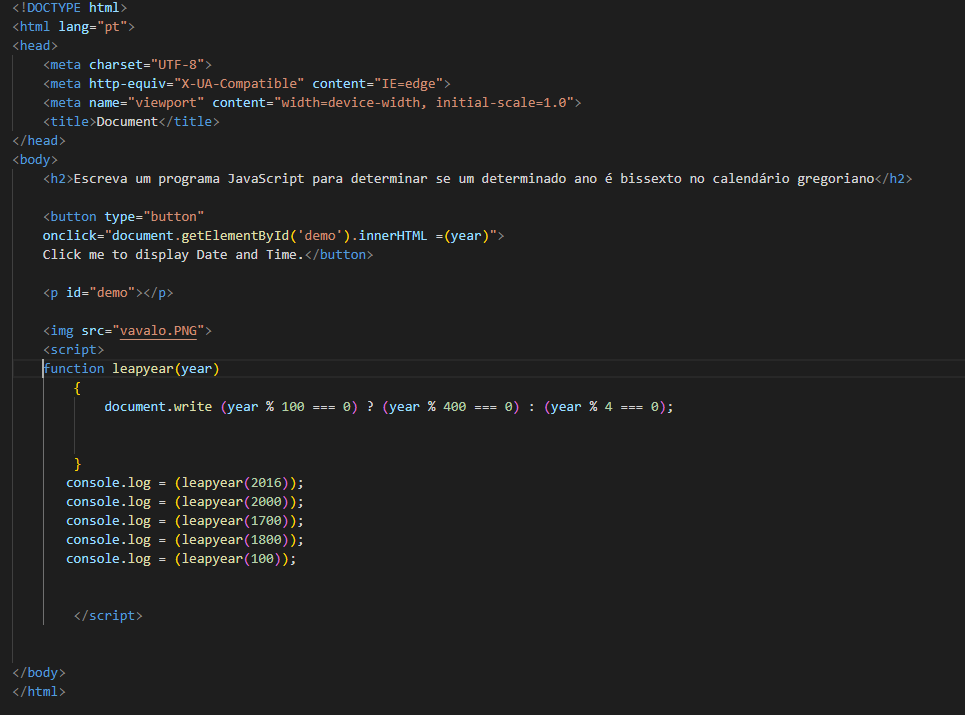 <!DOCTYPE html>
<html lang="pt">
<head>
    <meta charset="UTF-8">
    <meta http-equiv="X-UA-Compatible" content="IE=edge">
    <meta name="viewport" content="width=device-width, initial-scale=1.0">
    <title>Document</title>
</head>
<body>
    <h2>Escreva um programa JavaScript para determinar se um determinado ano é bissexto no calendário gregoriano</h2>
    <button type="button"
    onclick="document.getElementById('demo').innerHTML =(year)">
    Click me to display Date and Time.</button>
    <p id="demo"></p>
    <img src="vavalo.PNG">
    <script>
    function leapyear(year)
        {
            document.write (year % 100 === 0) ? (year % 400 === 0) : (year % 4 === 0);
        }
       console.log = (leapyear(2016));
       console.log = (leapyear(2000));
       console.log = (leapyear(1700));
       console.log = (leapyear(1800));
       console.log = (leapyear(100));
        </script>
</body>
</html>